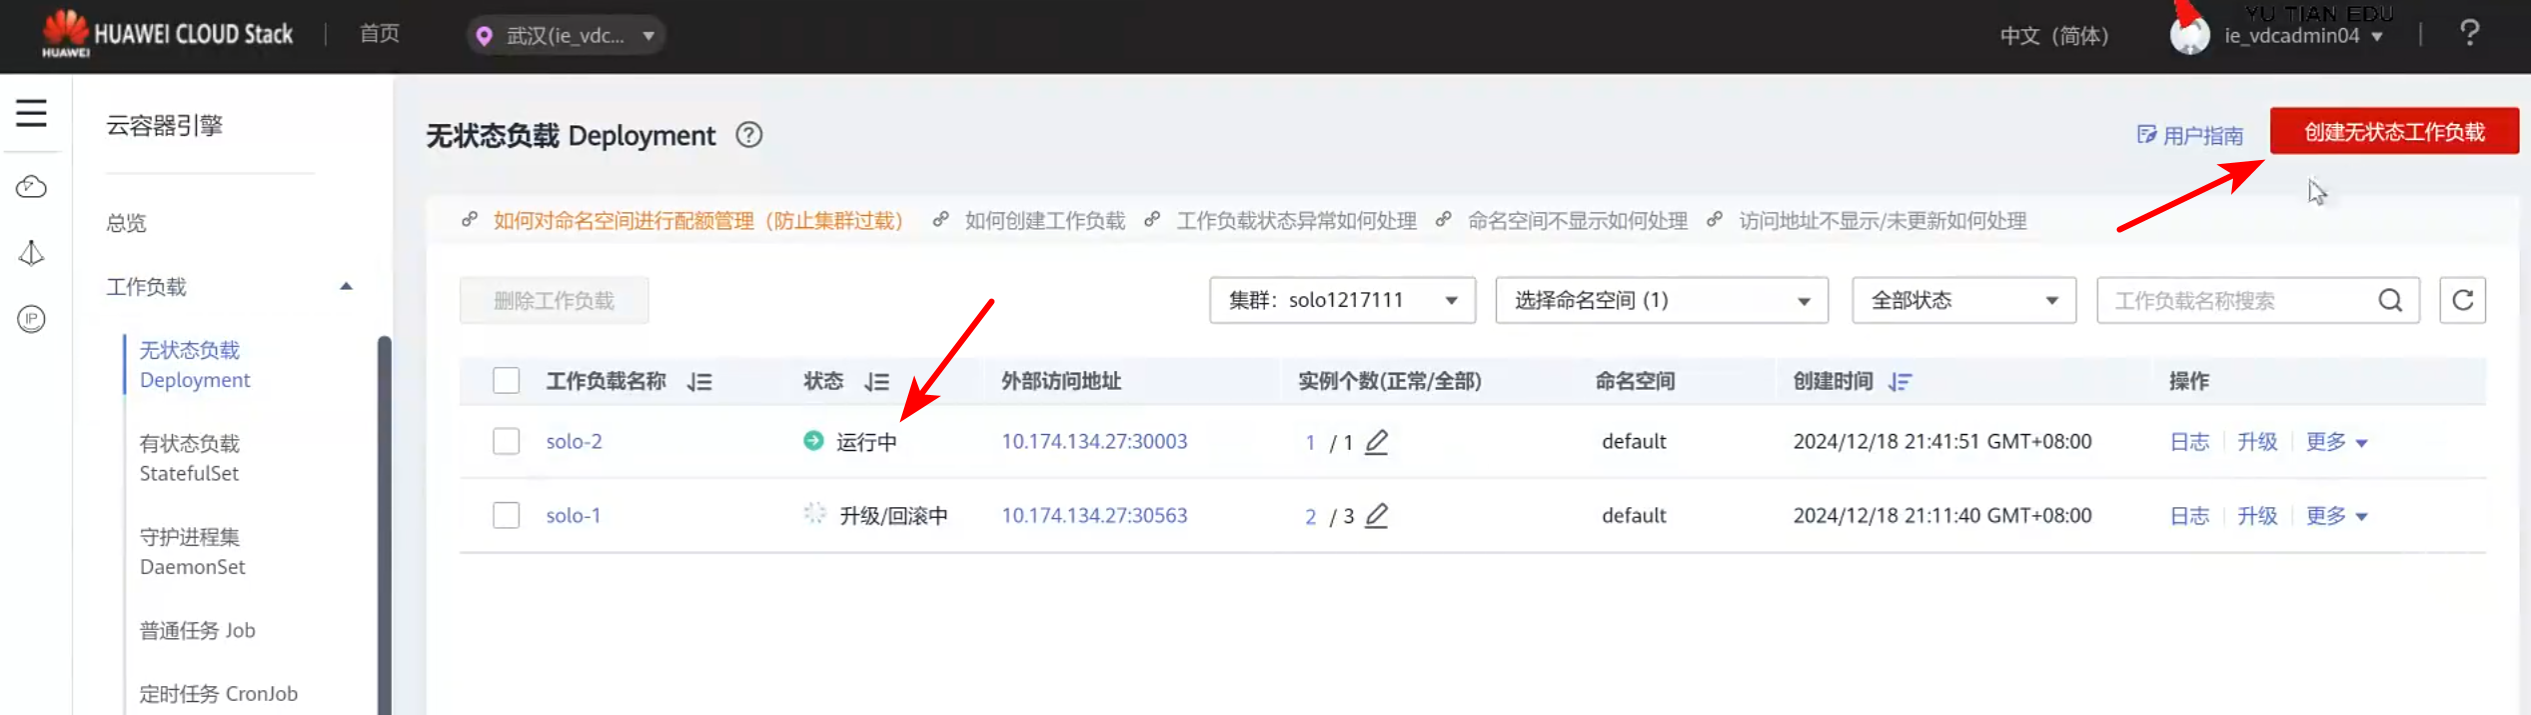 YU TIAN EDU
HUAWEI
HUAWEI CLOUD Stack
首页
武汉(ie_vdc...
中文（简体）
ie_vdcadmin04
?
云容器引擎
总览
工作负载
无状态负载
Deployment
有状态负载
StatefulSet
守护进程集
DaemonSet
普通任务 Job
定时任务 CronJob
IP
无状态负载 Deployment ?
用户指南
创建无状态工作负载
如何对命名空间进行配额管理（防止集群过载） 如何创建工作负载 工作负载状态异常如何处理 命名空间不显示如何处理 访问地址不显示/未更新如何处理
删除工作负载 集群：solo1217111 选择命名空间 (1) 全部状态 工作负载名称搜索
工作负载名称 状态 外部访问地址 实例个数(正常/全部) 命名空间 创建时间 操作
solo-2 运行中 10.174.134.27:30003 1 / 1 default 2024/12/18 21:41:51 GMT+08:00 日志 升级 更多
solo-1 升级/回滚中 10.174.134.27:30563 2 / 3 default 2024/12/18 21:11:40 GMT+08:00 日志 升级 更多